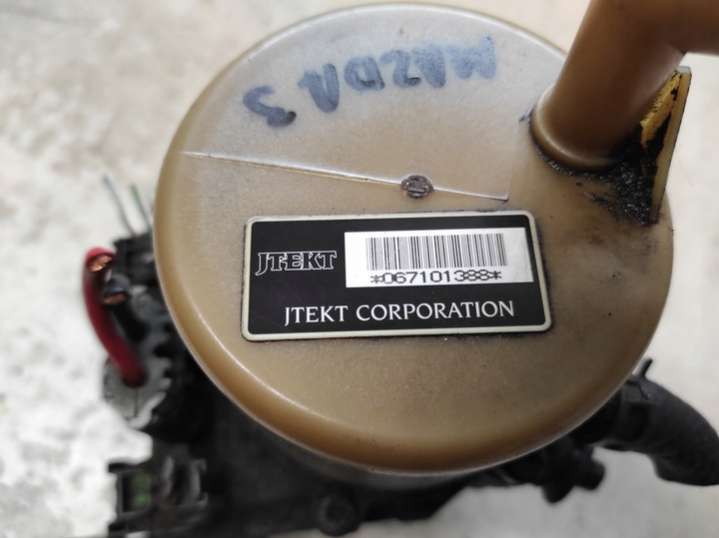 MAZDA 3
JTEKT
*067101388*
JTEKT CORPORATION